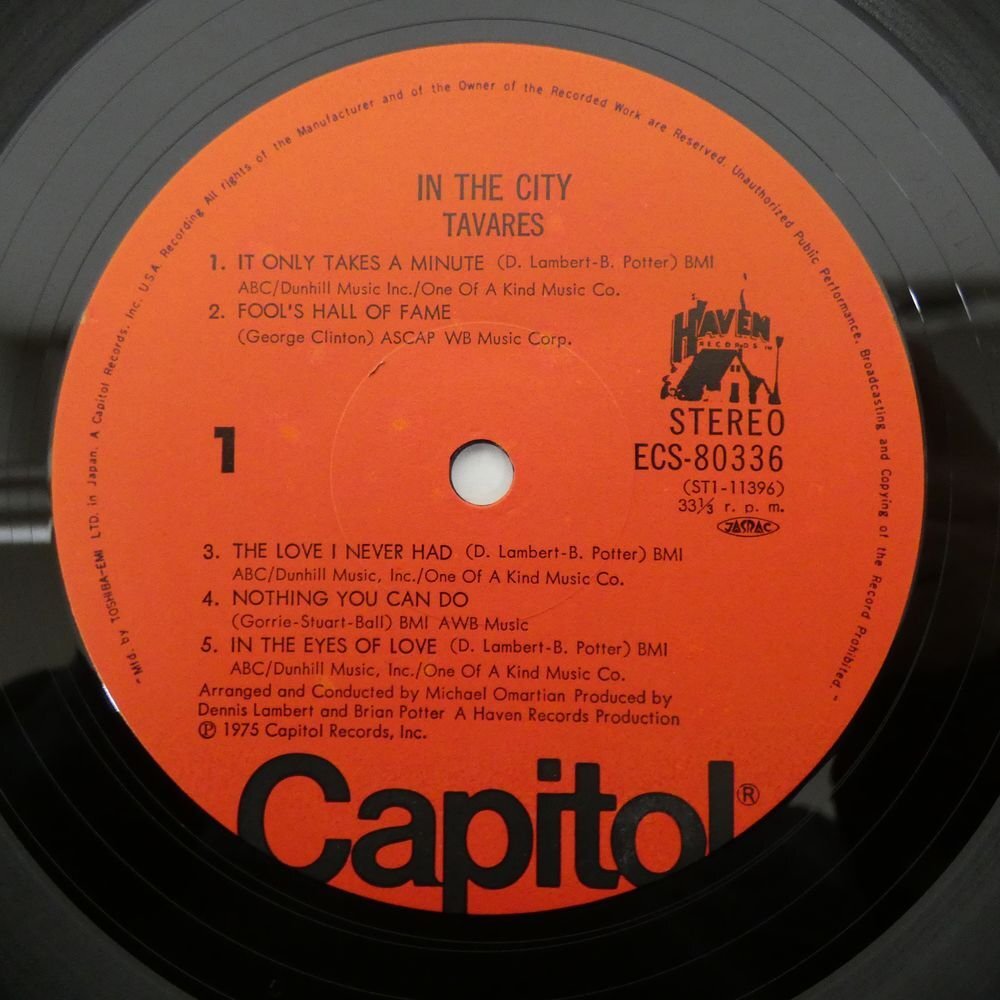 "Mfd. by TOSHIBA-EMI LTD. in Japan. A Capitol Records, Inc. U.S.A. Recording All rights of the Manufacturer and of the Owner of the Recorded Work are Reserved. Unauthorized Public Performance, Broadcasting and Copying of the Record Prohibited."
IN THE CITY
TAVARES
1. IT ONLY TAKES A MINUTE (D. Lambert-B. Potter) BMI
ABC/Dunhill Music Inc./One Of A Kind Music Co.
2. FOOL'S HALL OF FAME
(George Clinton) ASCAP WB Music Corp.
HAVEN
RECORDS TM
1
STEREO
ECS-80336
(ST1-11396)
33⅓ r. p. m.
JASRAC
3. THE LOVE I NEVER HAD (D. Lambert-B. Potter) BMI
ABC/Dunhill Music, Inc./One Of A Kind Music Co.
4. NOTHING YOU CAN DO
(Gorrie-Stuart-Ball) BMI AWB Music
5. IN THE EYES OF LOVE (D. Lambert-B. Potter) BMI
ABC/Dunhill Music, Inc./One Of A Kind Music Co.
Arranged and Conducted by Michael Omartian Produced by
Dennis Lambert and Brian Potter A Haven Records Production
℗ 1975 Capitol Records, Inc.
Capitol®